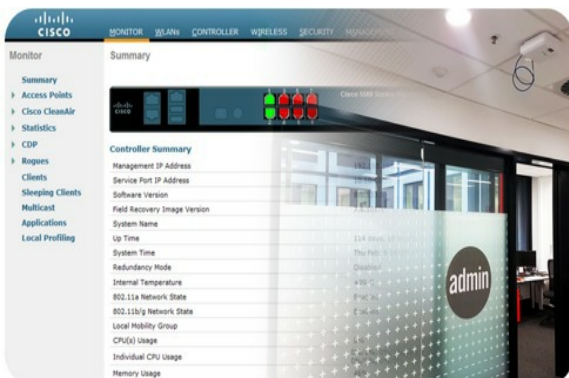 CISCO
MONITOR WLANs CONTROLLER WIRELESS SECURITY
Monitor
Summary
Summary
Access Points
Cisco CleanAir
Statistics
CDP
Rogues
Clients
Sleeping Clients
Multicast
Applications
Local Profiling
CISCO
Controller Summary
Management IP Address
Service Port IP Address
Software Version
Field Recovery Image Version
System Name
Up Time
System Time
Redundancy Mode
Internal Temperature
802.11a Network State
802.11b/g Network State
Local Mobility Group
CPU(s) Usage
Individual CPU Usage
Memory Usage
admin